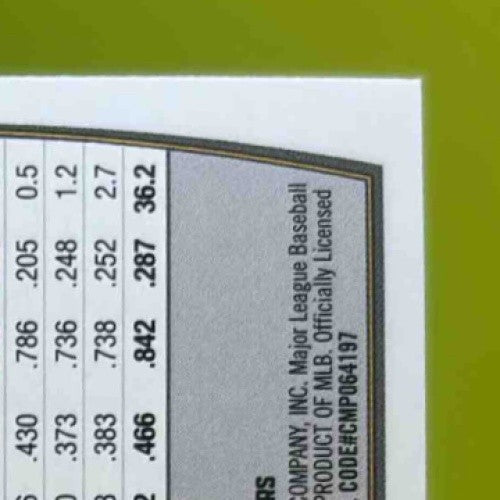 .430 .786 .205 0.5
.373 .736 .248 1.2
.383 .738 .252 2.7
.466 .842 .287 36.2
COMPANY, INC. Major League Baseball
PRODUCT OF MLB. Officially Licensed
CODE#CMP064197